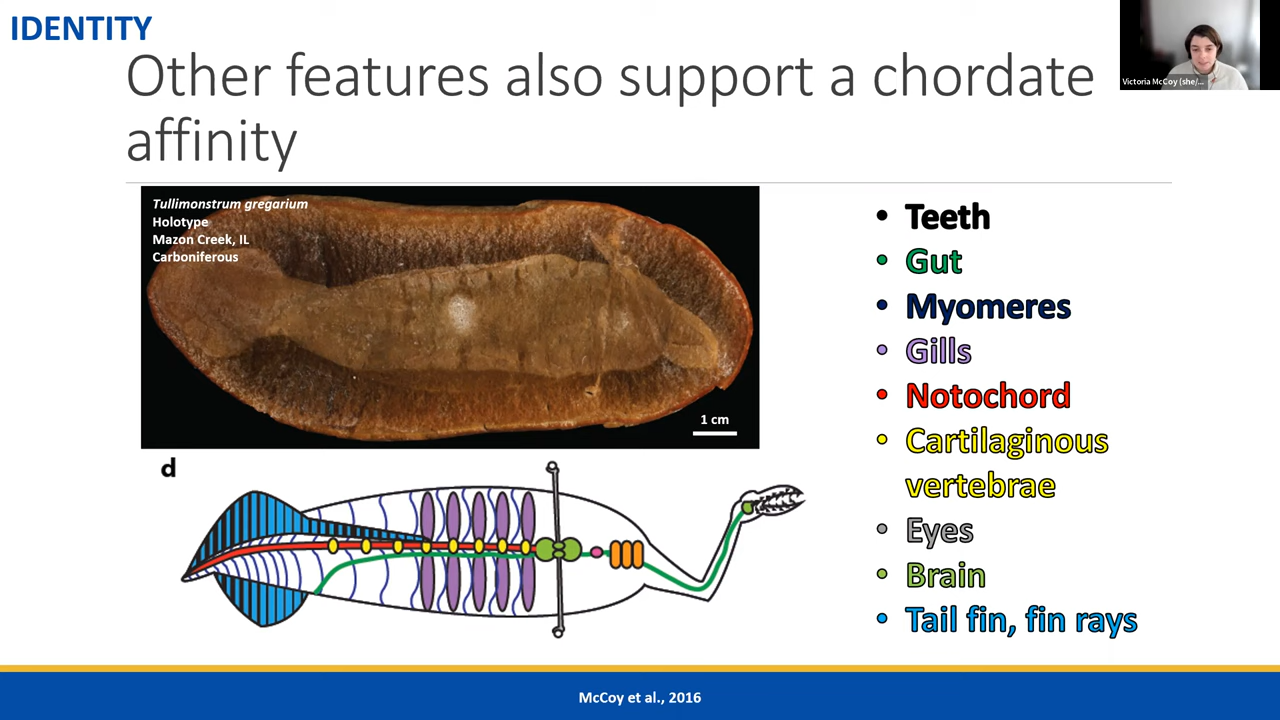 IDENTITY
Other features also support a chordate
affinity
Victoria McCoy (she/...
Tullimonstrum gregarium
Holotype
Mazon Creek, IL
Carboniferous
1 cm
d
• Teeth
• Gut
• Myomeres
• Gills
• Notochord
• Cartilaginous
vertebrae
• Eyes
• Brain
• Tail fin, fin rays
McCoy et al., 2016